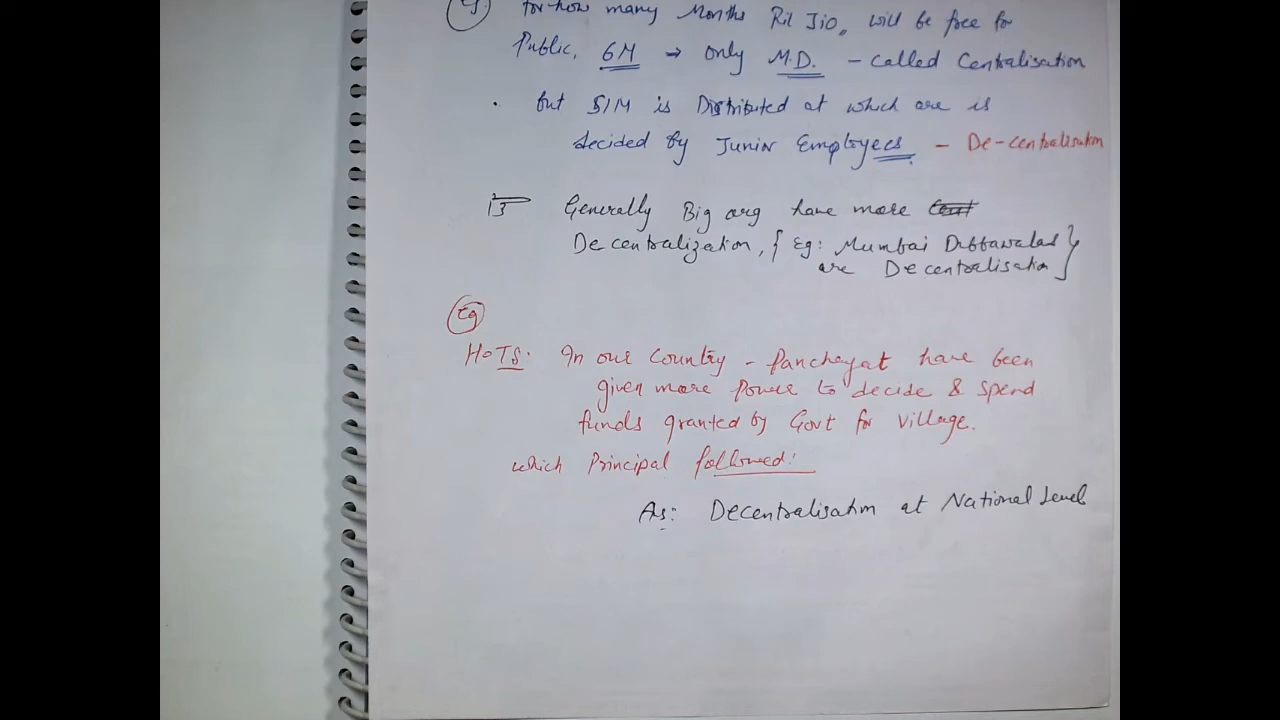 Eg.
For how many Months Ril Jio,, will be free for
Public, 6M → only M.D. - called Centralisation
. but SIM is Distributed at which are is
decided by Junior Employees - De-centralisation
Generally Big org have more Cent
Decentralization, { Eg: Mumbai Dabbawalas }
are Decentralisation
Eg
HOTS. In our Country - Panchayat have been
given more Power to decide & spend
funds granted by Govt for village.
which Principal followed!
As: Decentralisation at National Level